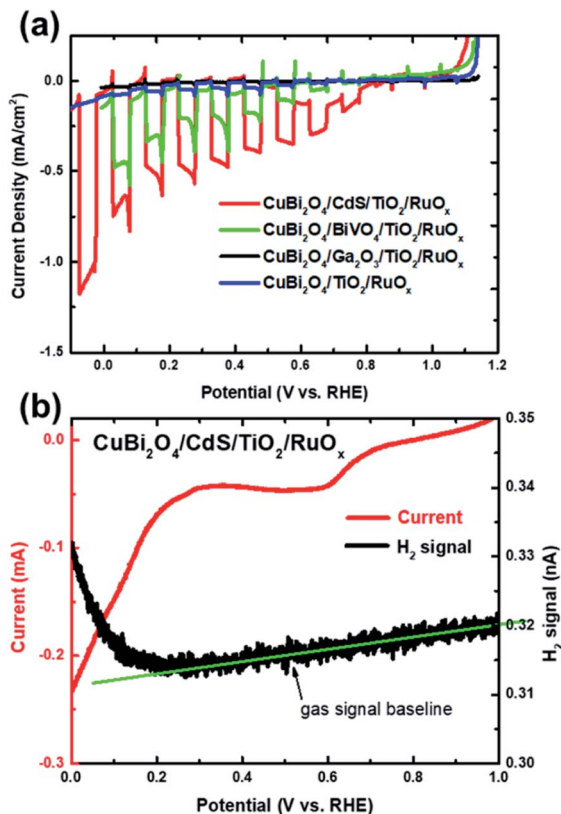 (a)
0.0
-0.5
-1.0
-1.5
Current Density (mA/cm²)
CuBi₂O₄/CdS/TiO₂/RuOₓ
CuBi₂O₄/BiVO₄/TiO₂/RuOₓ
CuBi₂O₄/Ga₂O₃/TiO₂/RuOₓ
CuBi₂O₄/TiO₂/RuOₓ
0.0 0.2 0.4 0.6 0.8 1.0 1.2
Potential (V vs. RHE)
(b)
CuBi₂O₄/CdS/TiO₂/RuOₓ
0.0
-0.1
-0.2
-0.3
Current (mA)
Current
H₂ signal
gas signal baseline
0.35
0.34
0.33
0.32
0.31
0.30
H₂ signal (nA)
0.0 0.2 0.4 0.6 0.8 1.0
Potential (V vs. RHE)